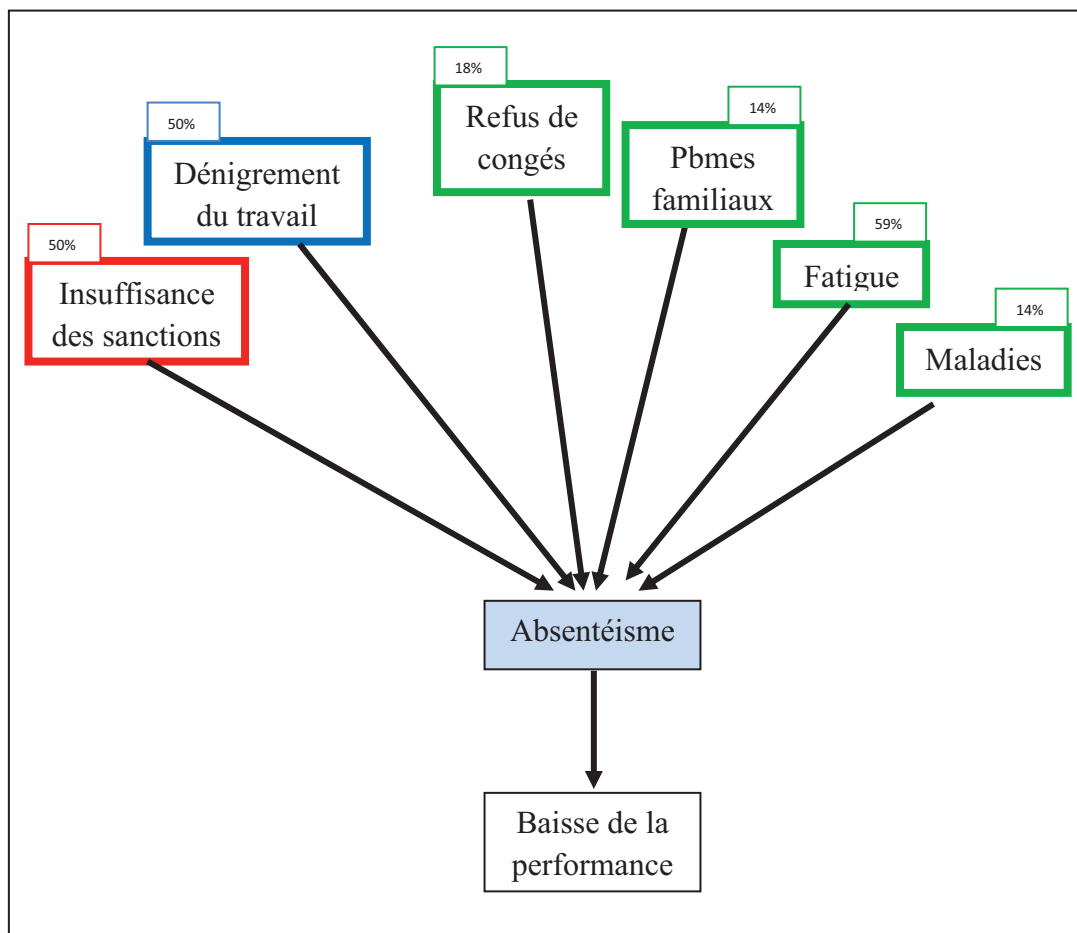 18%
Refus de
congés
50%
Dénigrement
du travail
14%
Pbmes
familiaux
50%
Insuffisance
des sanctions
59%
Fatigue
14%
Maladies
Absentéisme
Baisse de la
performance